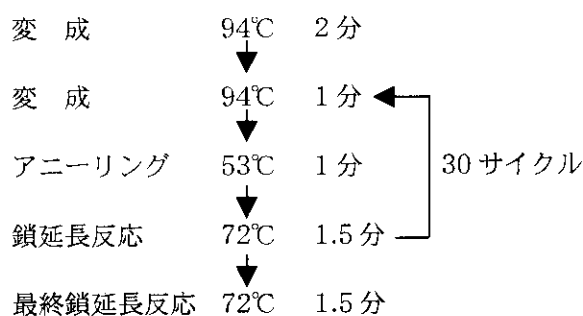 変 成 94℃ 2分
変 成 94℃ 1分
アニーリング 53℃ 1分
30サイクル
鎖延長反応 72℃ 1.5分
最終鎖延長反応 72℃ 1.5分